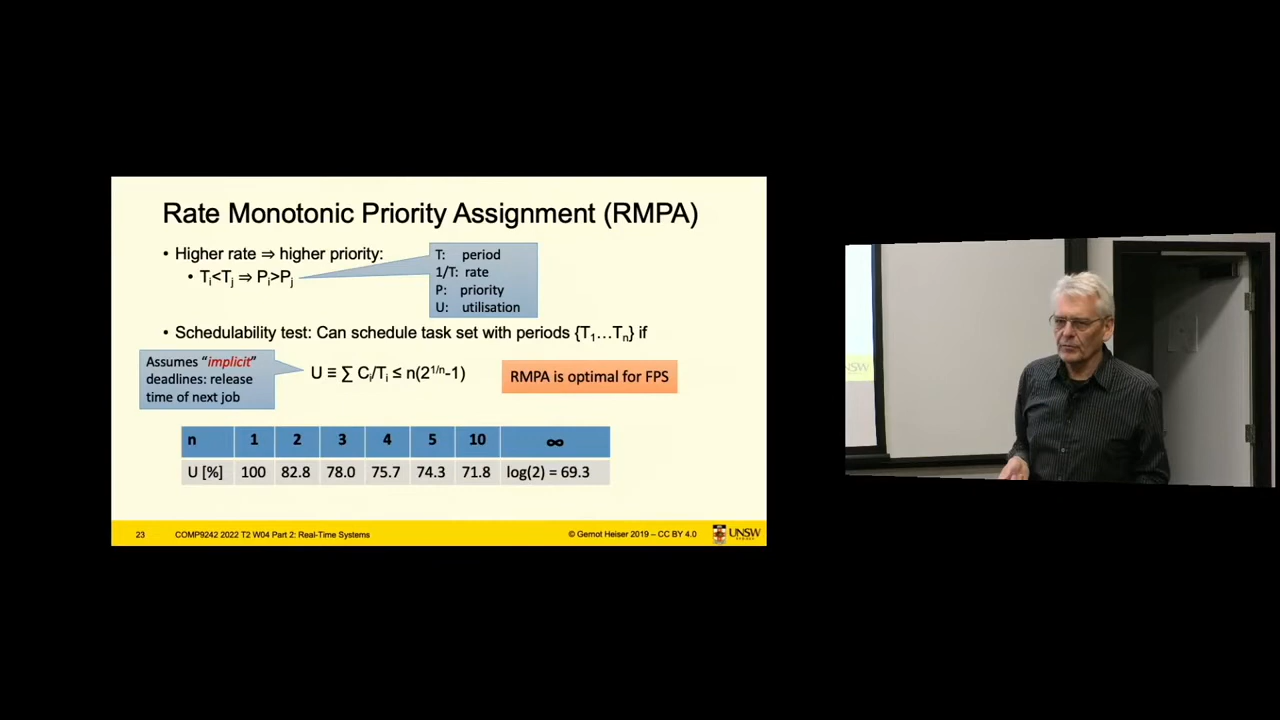 Rate Monotonic Priority Assignment (RMPA)
• Higher rate ⇒ higher priority:
• Ti<Tj ⇒ Pi>Pj
T: period
1/T: rate
P: priority
U: utilisation
• Schedulability test: Can schedule task set with periods {T1…Tn} if
Assumes “implicit”
deadlines: release
time of next job
U ≡ ∑ Ci/Ti ≤ n(2^1/n-1)
RMPA is optimal for FPS
n 1 2 3 4 5 10 ∞
U [%] 100 82.8 78.0 75.7 74.3 71.8 log(2) = 69.3
23 COMP9242 2022 T2 W04 Part 2: Real-Time Systems © Gernot Heiser 2019 – CC BY 4.0 UNSW